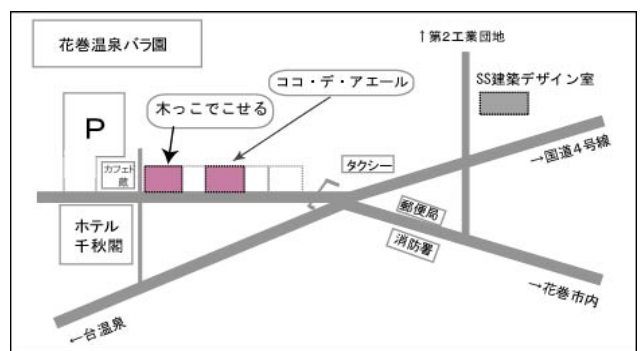 花巻温泉バラ園
↑第2工業団地
SS建築デザイン室
ココ・デ・アエール
木っこでこせる
P
カフェド
蔵
タクシー
→国道4号線
ホテル
千秋閣
郵便局
消防署
→花巻市内
←台温泉